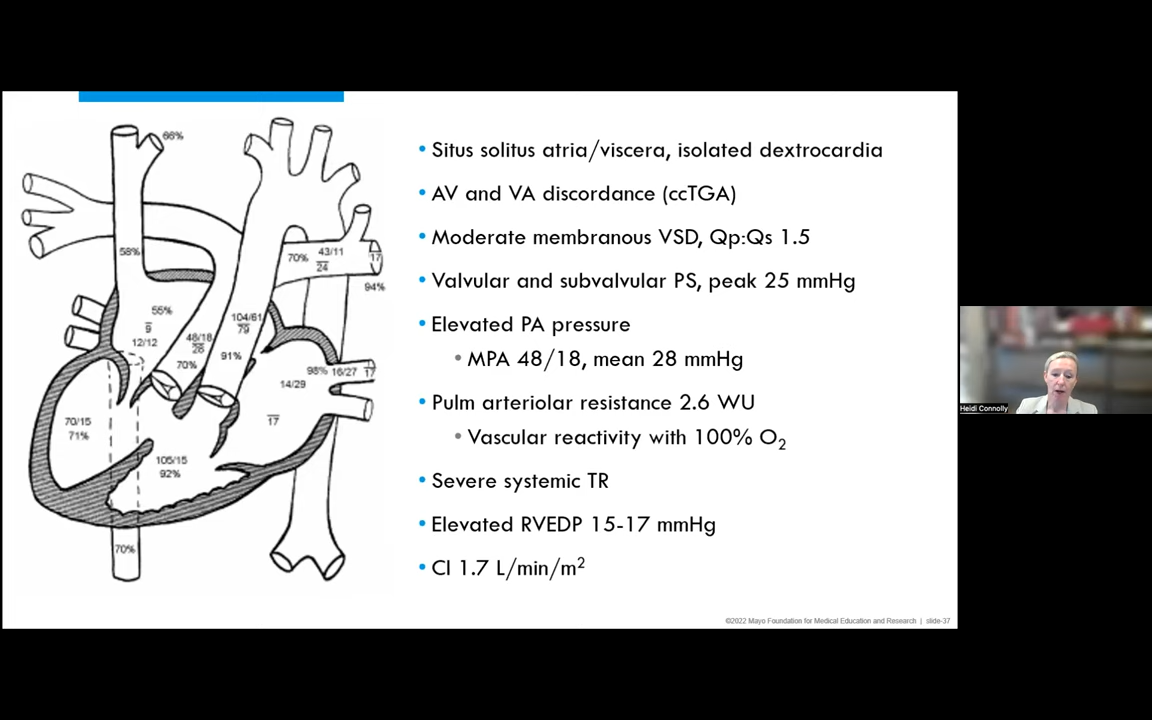 66%
58%
70% 43/11 17
24
94%
55%
9
12/12
48/18
28
70%
104/61
79
91%
98% 16/27 17
14/29
17
70/15
71%
105/15
92%
70%
• Situs solitus atria/viscera, isolated dextrocardia
• AV and VA discordance (ccTGA)
• Moderate membranous VSD, Qp:Qs 1.5
• Valvular and subvalvular PS, peak 25 mmHg
• Elevated PA pressure
• MPA 48/18, mean 28 mmHg
• Pulm arteriolar resistance 2.6 WU
• Vascular reactivity with 100% O2
• Severe systemic TR
• Elevated RVEDP 15-17 mmHg
• CI 1.7 L/min/m2
Heidi Connolly
©2022 Mayo Foundation for Medical Education and Research | slide-37